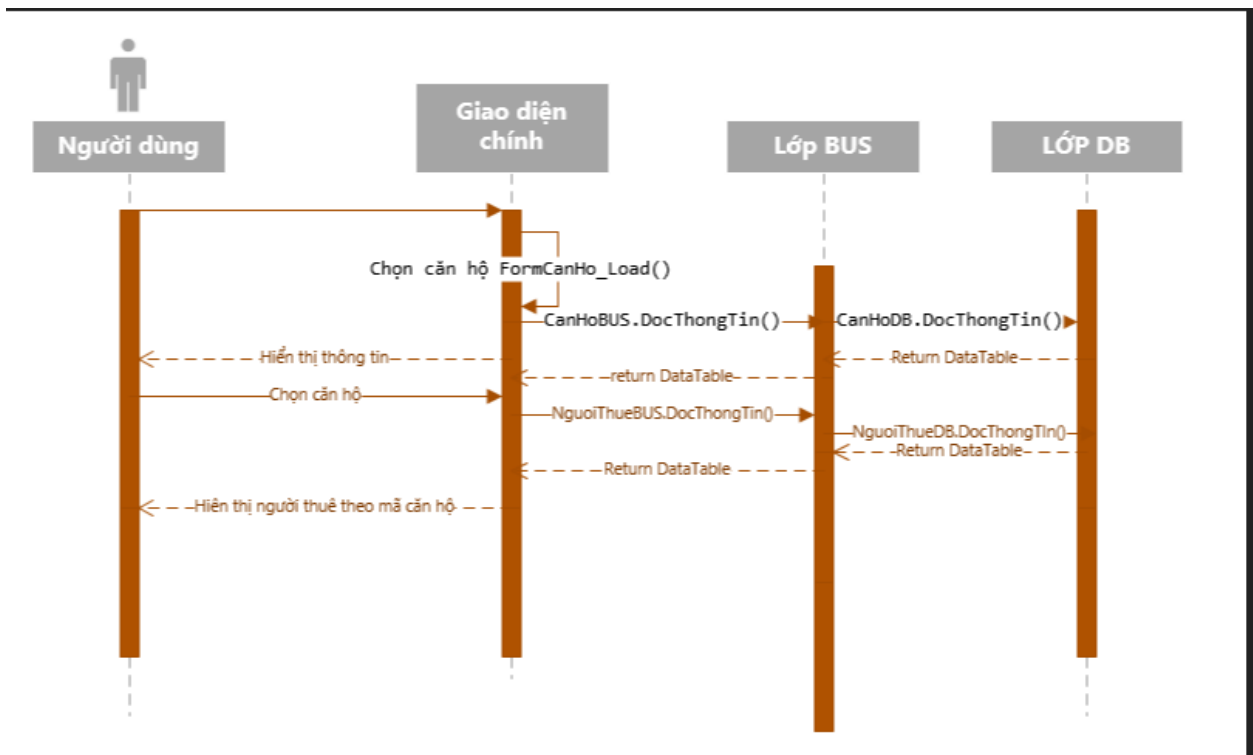 Người dùng
Giao diện
chính
Lớp BUS
LỚP DB
Chọn căn hộ FormCanHo_Load()
CanHoBUS.DocThongTin()
CanHoDB.DocThongTin()
Hiển thị thông tin
Return DataTable
return DataTable
Chọn căn hộ
NguoiThueBUS.DocThongTin()
NguoiThueDB.DocThongTIn()
Return DataTable
Return DataTable
Hiên thị người thuê theo mã căn hộ